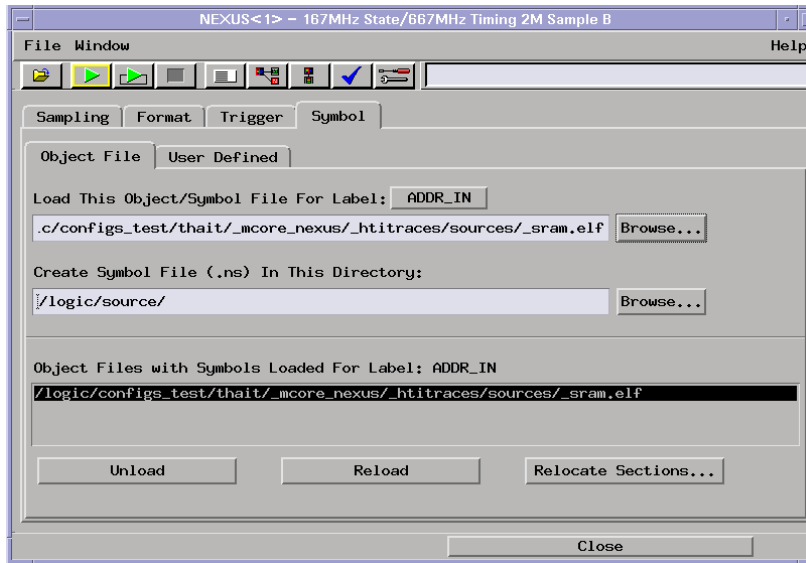 NEXUS<1> - 167MHz State/667MHz Timing 2M Sample B
File Window Help
Sampling Format Trigger Symbol
Object File User Defined
Load This Object/Symbol File For Label: ADDR_IN
.c/configs_test/thait/_mcore_nexus/_htitraces/sources/_sram.elf Browse...
Create Symbol File (.ns) In This Directory:
/logic/source/ Browse...
Object Files with Symbols Loaded For Label: ADDR_IN
/logic/configs_test/thait/_mcore_nexus/_htitraces/sources/_sram.elf
Unload Reload Relocate Sections...
Close